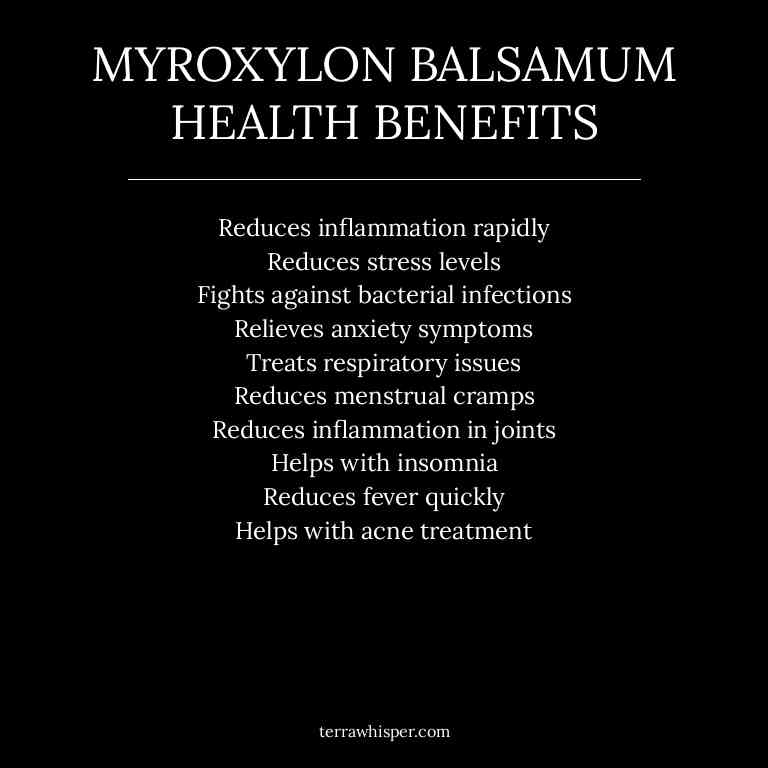 MYROXYLON BALSAMUM
HEALTH BENEFITS
Reduces inflammation rapidly
Reduces stress levels
Fights against bacterial infections
Relieves anxiety symptoms
Treats respiratory issues
Reduces menstrual cramps
Reduces inflammation in joints
Helps with insomnia
Reduces fever quickly
Helps with acne treatment
terrawhisper.com